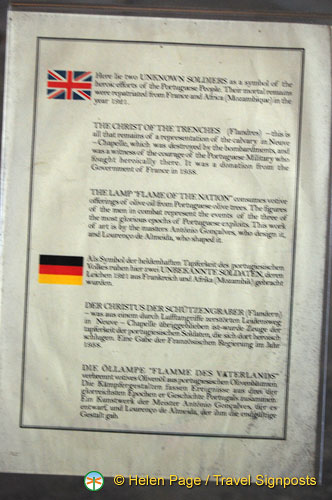 Here lie two UNKNOWN SOLDIERS as a symbol of the
heroic efforts of the Portuguese People. Their mortal remains
were repatriated from France and Africa (Mozambique) in the
year 1921.
THE CHRIST OF THE TRENCHES (Flandres) – this is
all that remains of a representation of the calvary in Neuve
– Chapelle, which was destroyed by the bombardments, and
was a witness of the courage of the Portuguese Military who
fought heroically there. It was a donation from the
Government of France in 1958.
THE LAMP "FLAME OF THE NATION" consumes votive
offerings of olive oil from Portuguese olive trees. The figures
of the men in combat represent the events of the three of
the most glorious epochs of Portuguese exploits. This work
of art is by the masters António Gonçalves, who design it,
and Lourenço de Almeida, who shaped it.
Als Symbol der heldenhaften Tapferkeit des portugiesischen
Volkes ruhen hier zwei UNBEKANNTE SOLDATEN, deren
Leichen 1921 aus Frankreich und Afrika (Mozambik) gebracht
wurden.
DER CHRISTUS DER SCHÜTZENGRÄBER (Flandern)
– was aus einem durch Luftftangriffe zerstörten Leidensweg
in Neuve – Chapelle übriggeblieben ist-wurde Zeuge der
tapferkeit der portugiesischen Soldaten, die sich dort heroisch
schlugen. Eine Gabe der Französischen Regierung im Jahr
1958.
DIE ÖLLAMPE "FLAMME DES VATERLANDS"
verbrennt votives Olivenöl aus portugiesischen Olivenbäumen.
Die Kämpfergestalten fassen Ereignisse aus drei der
glorreichsten Epochen er Geschichte Portugals zusammen.
Ein Kunstwerk der Meister António Gonçalves, der es
entwarf, und Lourenço de Almeida, der ihm die endgültige
Gestalt gab.
© Helen Page / Travel Signposts